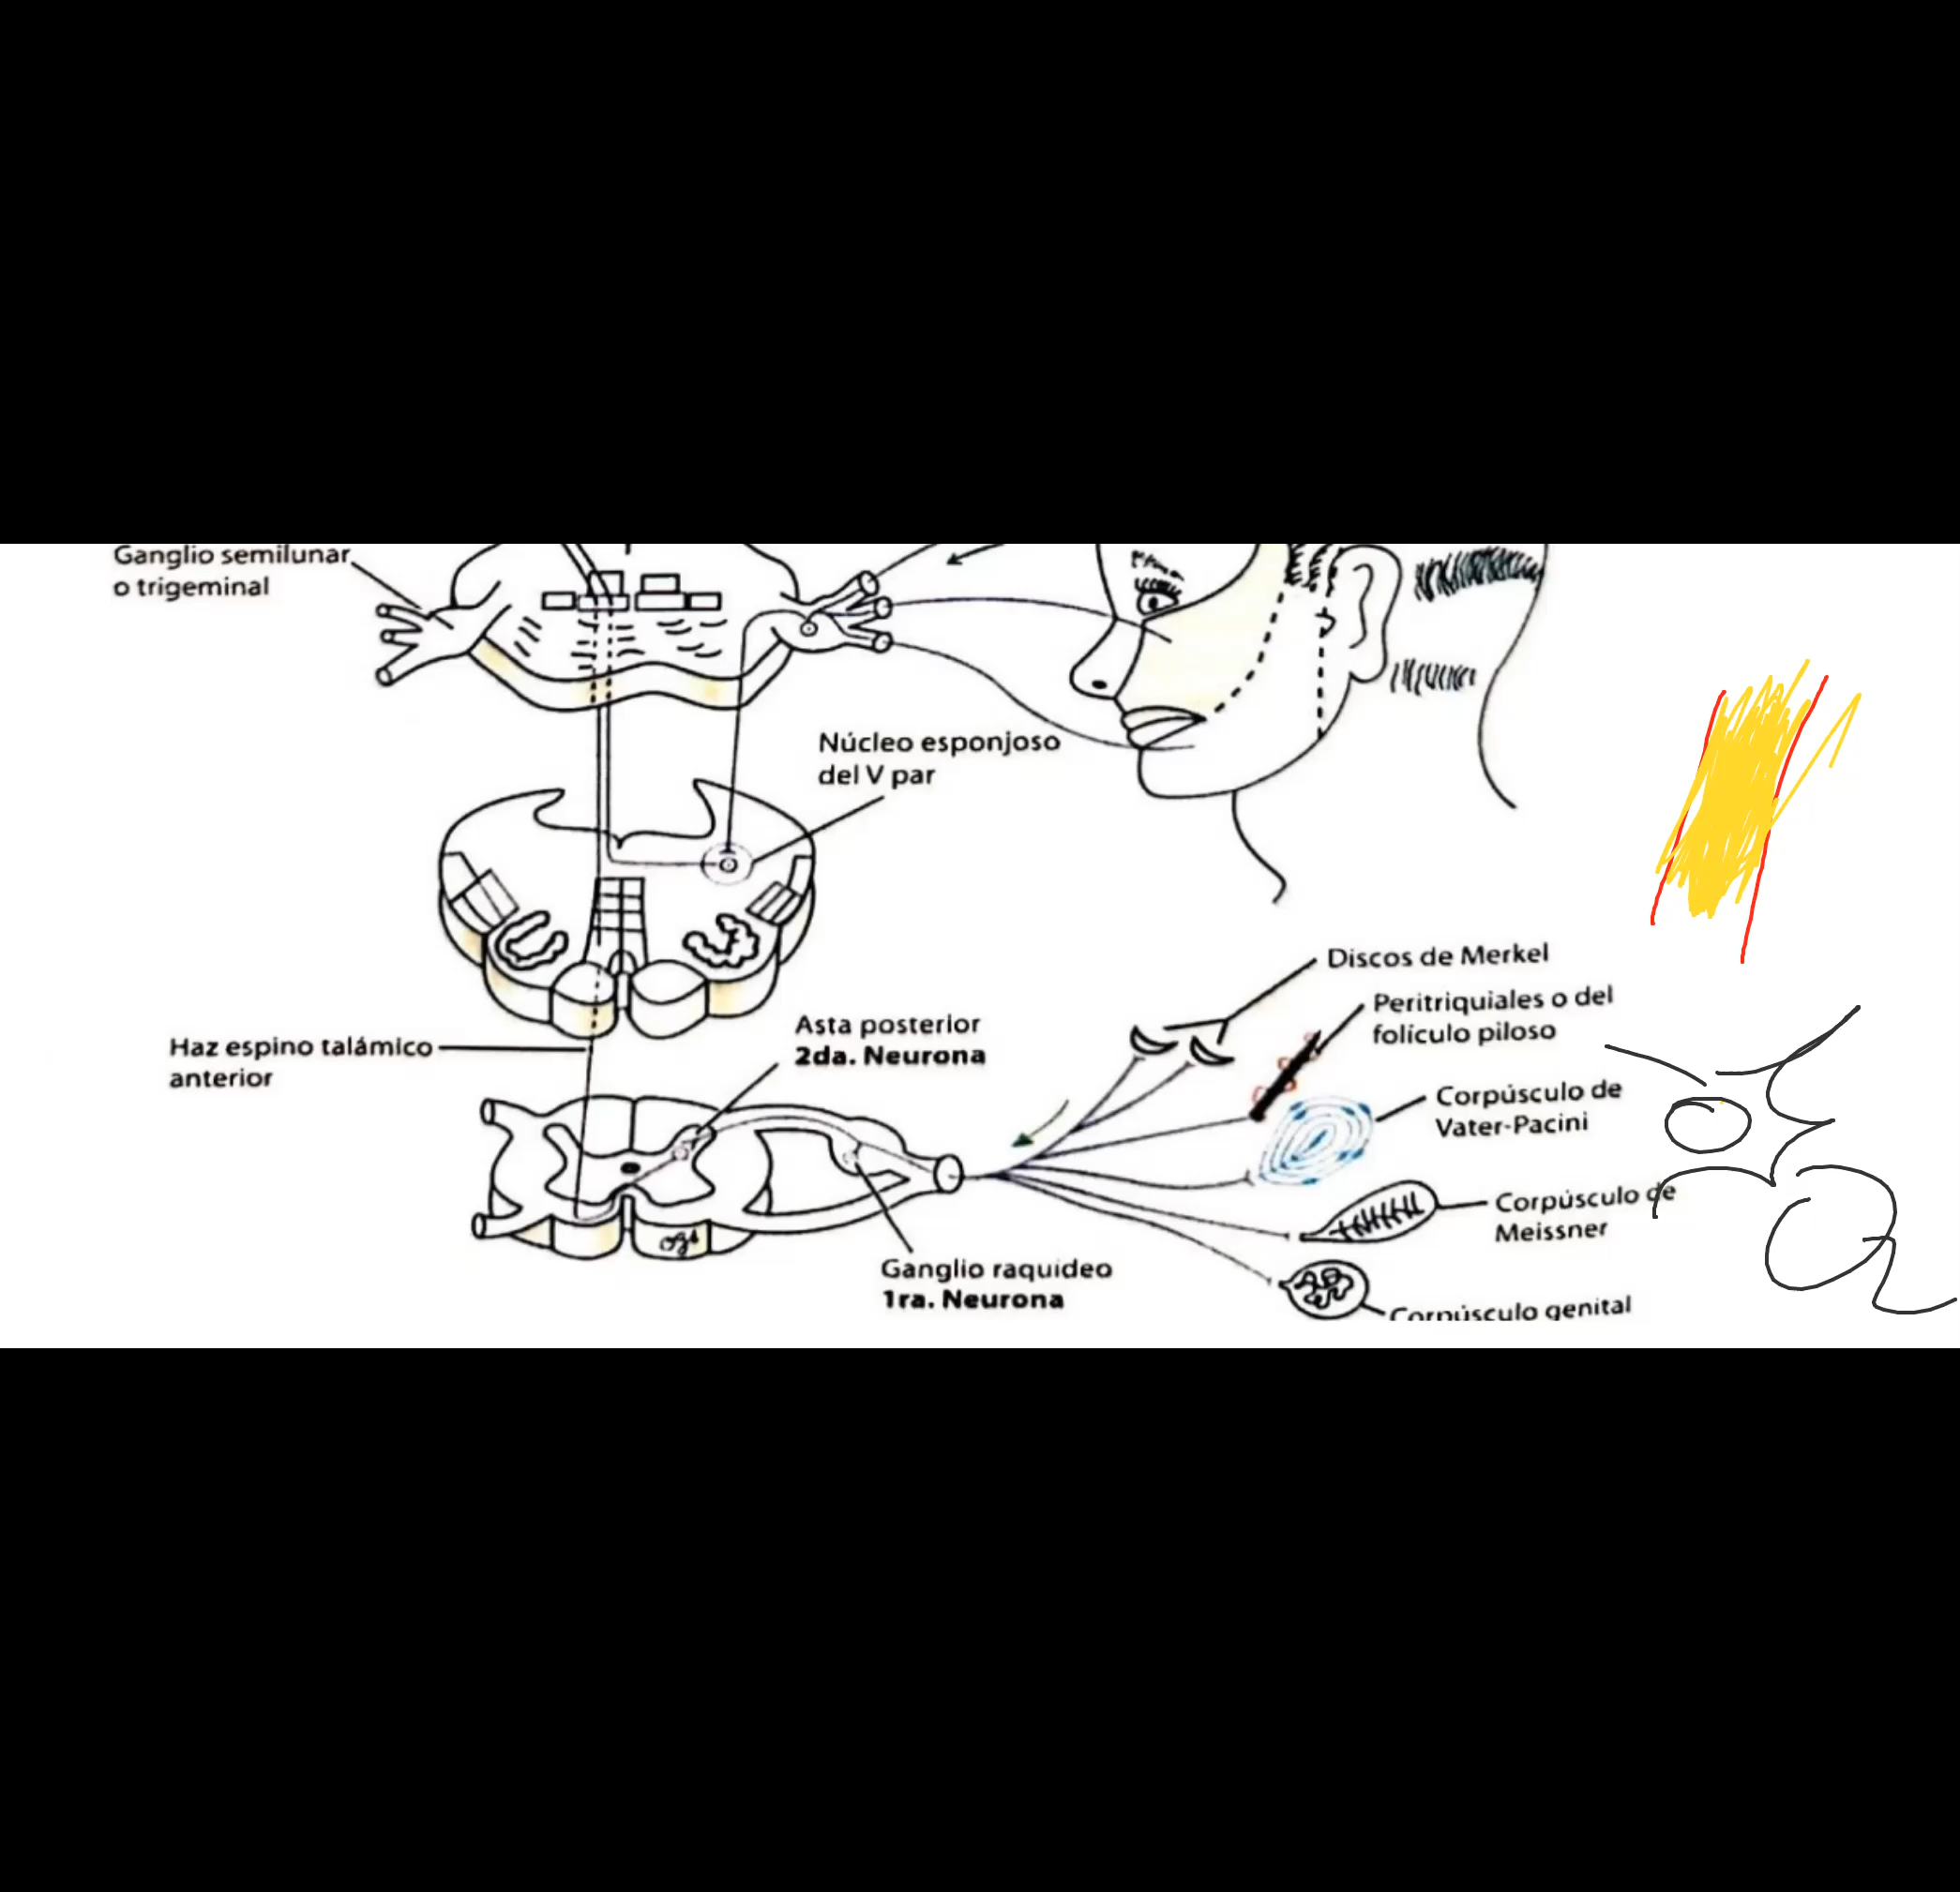 Ganglio semilunar
o trigeminal
Núcleo esponjoso
del V par
Discos de Merkel
Peritriquiales o del
folículo piloso
Asta posterior
2da. Neurona
Haz espino talámico
anterior
Corpúsculo de
Vater-Pacini
Corpúsculo de
Meissner
Ganglio raquideo
1ra. Neurona
Corpúsculo genital